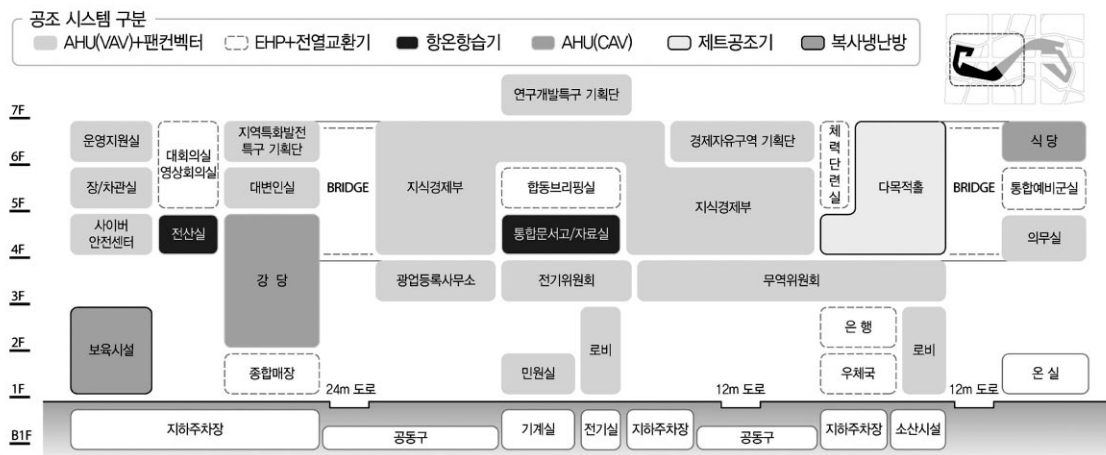 공조 시스템 구분
AHU(VAV)+팬컨벡터
EHP+전열교환기
항온항습기
AHU(CAV)
제트공조기
복사냉난방
7F
연구개발특구 기획단
6F
운영지원실
대회의실
영상회의실
지역특화발전
특구 기획단
경제자유구역 기획단
체력단련실
식당
5F
장/차관실
대변인실
BRIDGE
지식경제부
합동브리핑실
지식경제부
다목적홀
BRIDGE
통합예비군실
4F
사이버
안전센터
전산실
통합문서고/자료실
의무실
3F
강당
광업등록사무소
전기위원회
무역위원회
2F
보육시설
로비
은행
로비
1F
종합매장
24m 도로
민원실
12m 도로
우체국
12m 도로
온실
B1F
지하주차장
공동구
기계실
전기실
지하주차장
공동구
지하주차장
소산시설